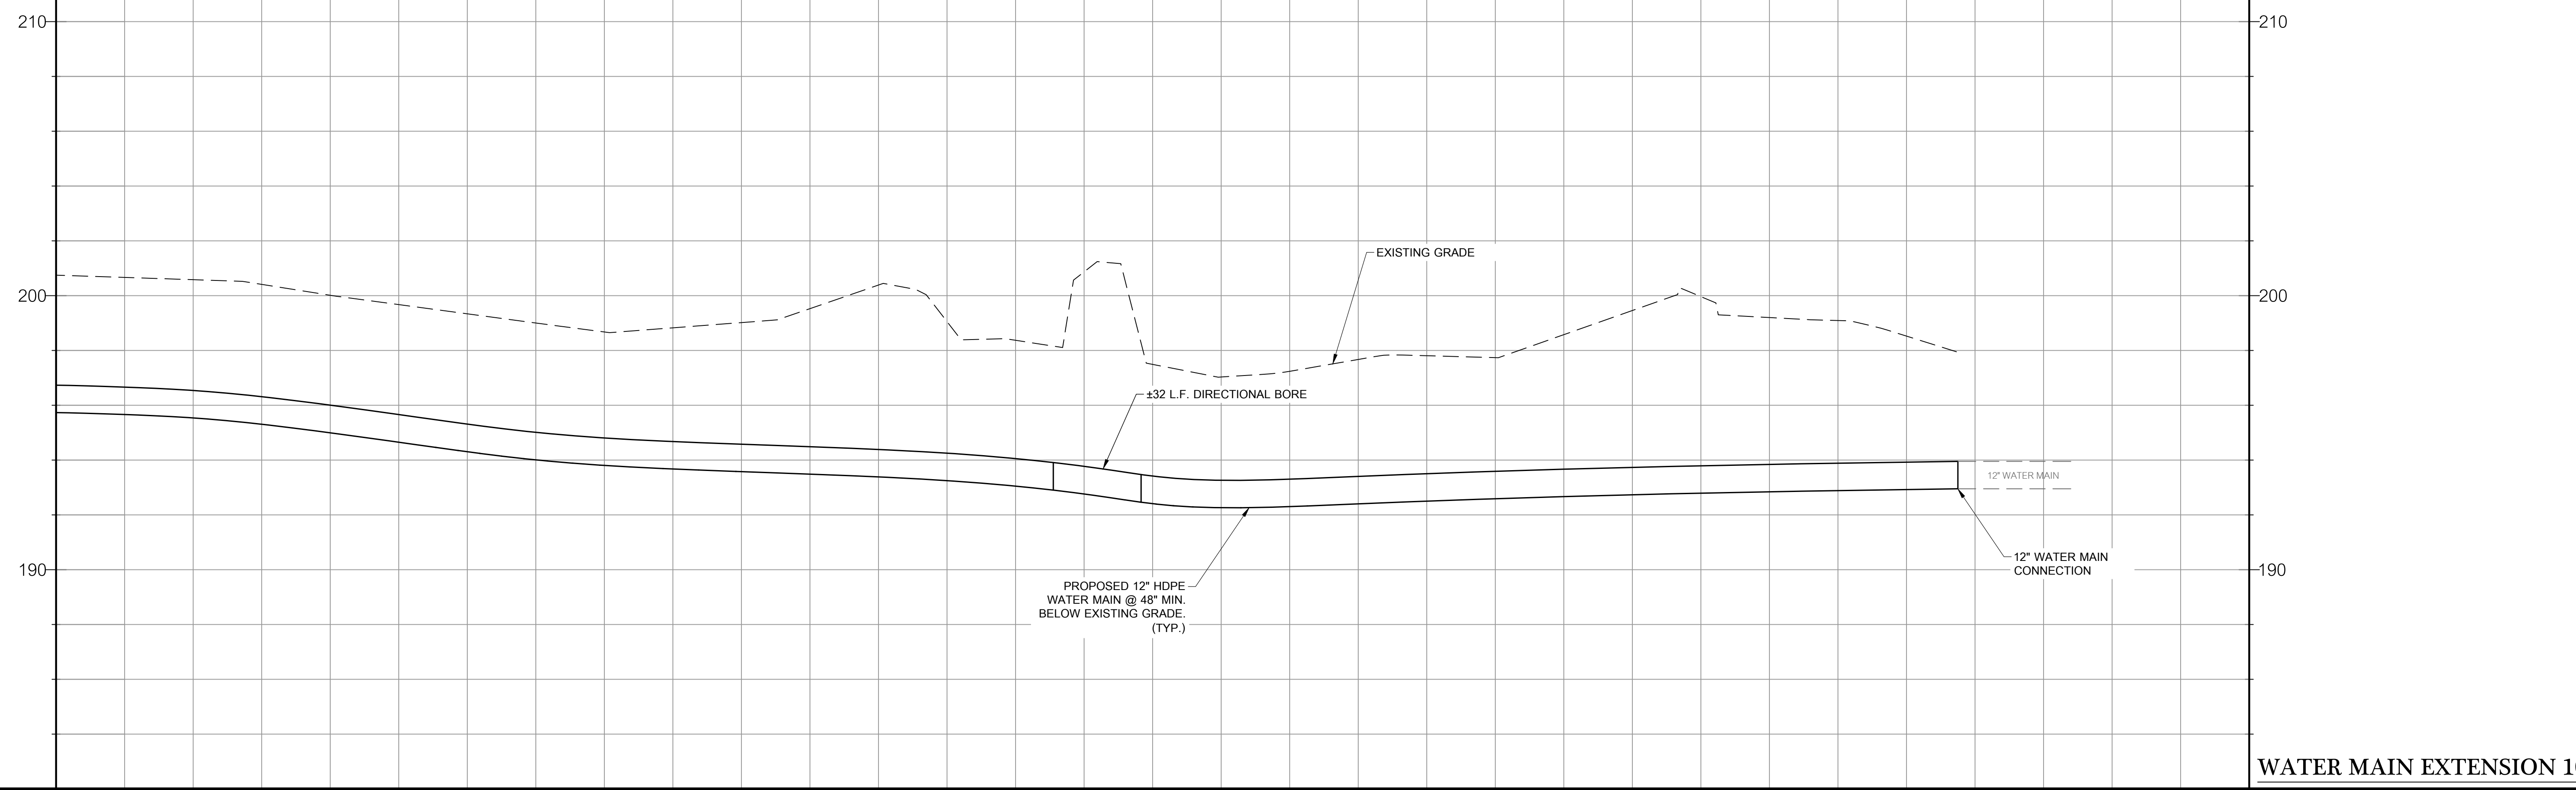 210
210
EXISTING GRADE
200
200
±32 L.F. DIRECTIONAL BORE
12" WATER MAIN
12" WATER MAIN
CONNECTION
190
190
PROPOSED 12" HDPE
WATER MAIN @ 48" MIN.
BELOW EXISTING GRADE.
(TYP.)
WATER MAIN EXTENSION